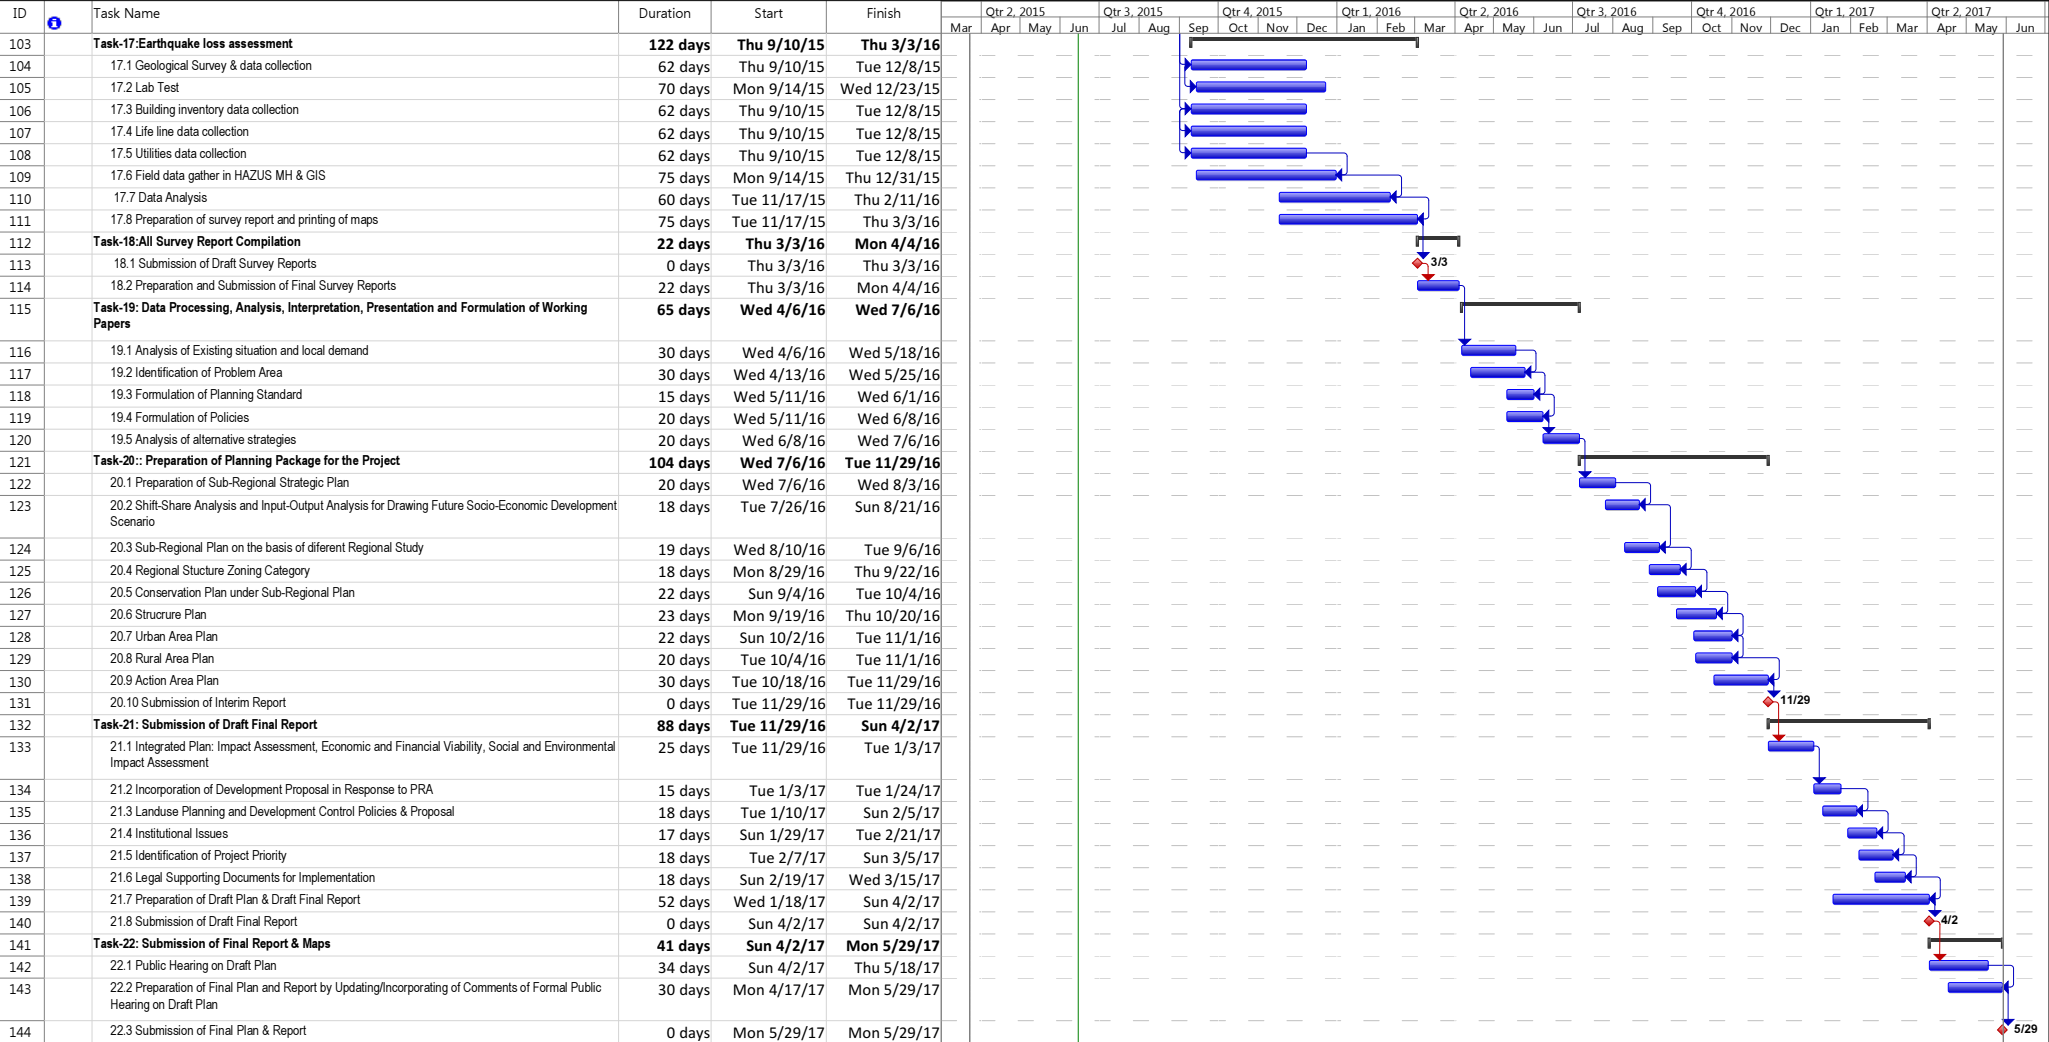 ID Task Name Duration Start Finish Qtr 2, 2015 Qtr 3, 2015 Qtr 4, 2015 Qtr 1, 2016 Qtr 2, 2016 Qtr 3, 2016 Qtr 4, 2016 Qtr 1, 2017 Qtr 2, 2017
Mar Apr May Jun Jul Aug Sep Oct Nov Dec Jan Feb Mar Apr May Jun Jul Aug Sep Oct Nov Dec Jan Feb Mar Apr May Jun
103 Task-17:Earthquake loss assessment 122 days Thu 9/10/15 Thu 3/3/16
104 17.1 Geological Survey & data collection 62 days Thu 9/10/15 Tue 12/8/15
105 17.2 Lab Test 70 days Mon 9/14/15 Wed 12/23/15
106 17.3 Building inventory data collection 62 days Thu 9/10/15 Tue 12/8/15
107 17.4 Life line data collection 62 days Thu 9/10/15 Tue 12/8/15
108 17.5 Utilities data collection 62 days Thu 9/10/15 Tue 12/8/15
109 17.6 Field data gather in HAZUS MH & GIS 75 days Mon 9/14/15 Thu 12/31/15
110 17.7 Data Analysis 60 days Tue 11/17/15 Thu 2/11/16
111 17.8 Preparation of survey report and printing of maps 75 days Tue 11/17/15 Thu 3/3/16
112 Task-18:All Survey Report Compilation 22 days Thu 3/3/16 Mon 4/4/16
113 18.1 Submission of Draft Survey Reports 0 days Thu 3/3/16 Thu 3/3/16 3/3
114 18.2 Preparation and Submission of Final Survey Reports 22 days Thu 3/3/16 Mon 4/4/16
115 Task-19: Data Processing, Analysis, Interpretation, Presentation and Formulation of Working 65 days Wed 4/6/16 Wed 7/6/16
Papers
116 19.1 Analysis of Existing situation and local demand 30 days Wed 4/6/16 Wed 5/18/16
117 19.2 Identification of Problem Area 30 days Wed 4/13/16 Wed 5/25/16
118 19.3 Formulation of Planning Standard 15 days Wed 5/11/16 Wed 6/1/16
119 19.4 Formulation of Policies 20 days Wed 5/11/16 Wed 6/8/16
120 19.5 Analysis of alternative strategies 20 days Wed 6/8/16 Wed 7/6/16
121 Task-20:: Preparation of Planning Package for the Project 104 days Wed 7/6/16 Tue 11/29/16
122 20.1 Preparation of Sub-Regional Strategic Plan 20 days Wed 7/6/16 Wed 8/3/16
123 20.2 Shift-Share Analysis and Input-Output Analysis for Drawing Future Socio-Economic Development 18 days Tue 7/26/16 Sun 8/21/16
Scenario
124 20.3 Sub-Regional Plan on the basis of diferent Regional Study 19 days Wed 8/10/16 Tue 9/6/16
125 20.4 Regional Stucture Zoning Category 18 days Mon 8/29/16 Thu 9/22/16
126 20.5 Conservation Plan under Sub-Regional Plan 22 days Sun 9/4/16 Tue 10/4/16
127 20.6 Strucrure Plan 23 days Mon 9/19/16 Thu 10/20/16
128 20.7 Urban Area Plan 22 days Sun 10/2/16 Tue 11/1/16
129 20.8 Rural Area Plan 20 days Tue 10/4/16 Tue 11/1/16
130 20.9 Action Area Plan 30 days Tue 10/18/16 Tue 11/29/16
131 20.10 Submission of Interim Report 0 days Tue 11/29/16 Tue 11/29/16 11/29
132 Task-21: Submission of Draft Final Report 88 days Tue 11/29/16 Sun 4/2/17
133 21.1 Integrated Plan: Impact Assessment, Economic and Financial Viability, Social and Environmental 25 days Tue 11/29/16 Tue 1/3/17
Impact Assessment
134 21.2 Incorporation of Development Proposal in Response to PRA 15 days Tue 1/3/17 Tue 1/24/17
135 21.3 Landuse Planning and Development Control Policies & Proposal 18 days Tue 1/10/17 Sun 2/5/17
136 21.4 Institutional Issues 17 days Sun 1/29/17 Tue 2/21/17
137 21.5 Identification of Project Priority 18 days Tue 2/7/17 Sun 3/5/17
138 21.6 Legal Supporting Documents for Implementation 18 days Sun 2/19/17 Wed 3/15/17
139 21.7 Preparation of Draft Plan & Draft Final Report 52 days Wed 1/18/17 Sun 4/2/17
140 21.8 Submission of Draft Final Report 0 days Sun 4/2/17 Sun 4/2/17 4/2
141 Task-22: Submission of Final Report & Maps 41 days Sun 4/2/17 Mon 5/29/17
142 22.1 Public Hearing on Draft Plan 34 days Sun 4/2/17 Thu 5/18/17
143 22.2 Preparation of Final Plan and Report by Updating/Incorporating of Comments of Formal Public 30 days Mon 4/17/17 Mon 5/29/17
Hearing on Draft Plan
144 22.3 Submission of Final Plan & Report 0 days Mon 5/29/17 Mon 5/29/17 5/29